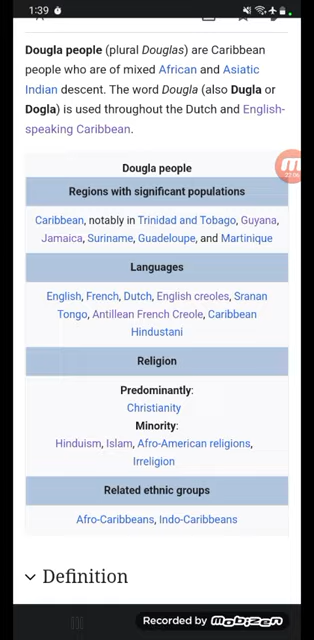 1:39
Dougla people (plural Douglas) are Caribbean
people who are of mixed African and Asiatic
Indian descent. The word Dougla (also Dugla or
Dogla) is used throughout the Dutch and English-
speaking Caribbean.
Dougla people
Regions with significant populations
Caribbean, notably in Trinidad and Tobago, Guyana,
Jamaica, Suriname, Guadeloupe, and Martinique
Languages
English, French, Dutch, English creoles, Sranan
Tongo, Antillean French Creole, Caribbean
Hindustani
Religion
Predominantly:
Christianity
Minority:
Hinduism, Islam, Afro-American religions,
Irreligion
Related ethnic groups
Afro-Caribbeans, Indo-Caribbeans
Definition
Recorded by mobizen